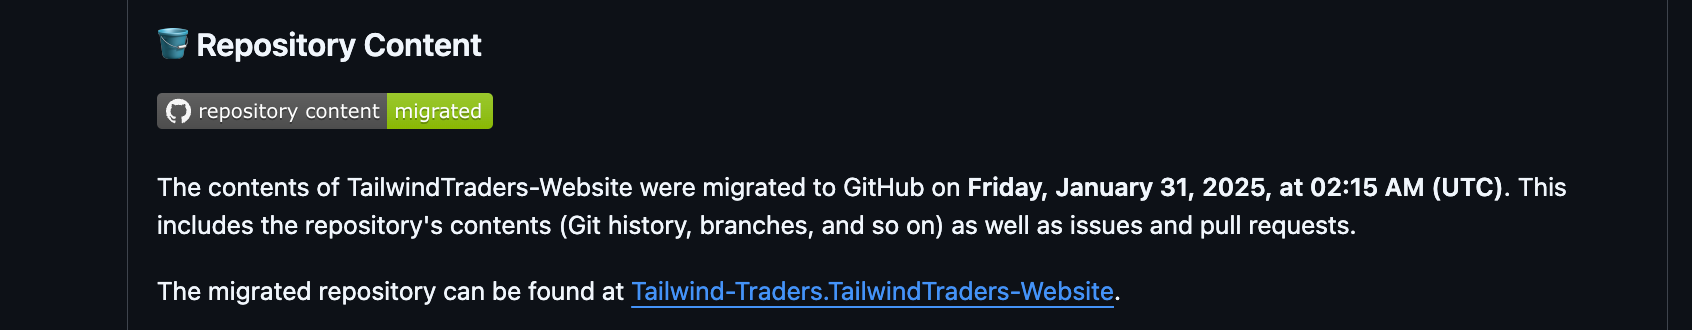 Repository Content
repository content migrated
The contents of TailwindTraders-Website were migrated to GitHub on Friday, January 31, 2025, at 02:15 AM (UTC). This
includes the repository's contents (Git history, branches, and so on) as well as issues and pull requests.
The migrated repository can be found at Tailwind-Traders.TailwindTraders-Website.